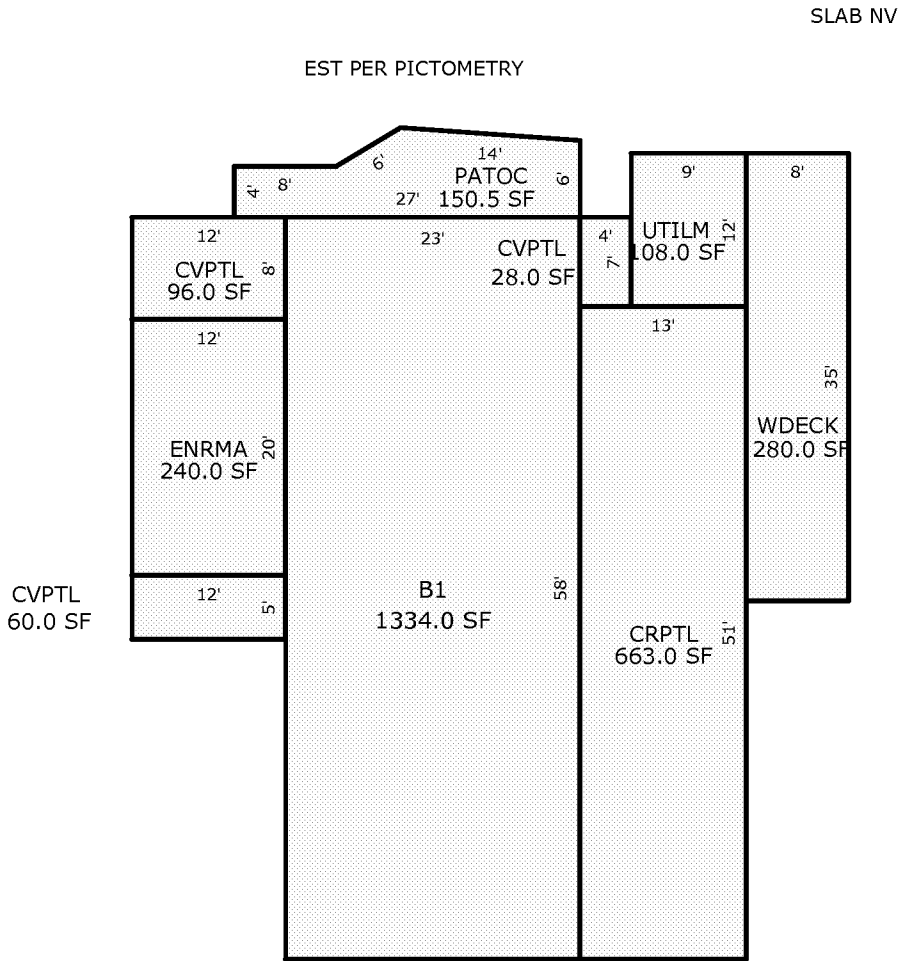 SLAB NV
EST PER PICTOMETRY
14'
6'
PATOC
8'
4'
6'
150.5 SF
27'
9'
8'
UTILM
12'
108.0 SF
12'
23'
4'
CVPTL
8'
96.0 SF
CVPTL
7'
28.0 SF
12'
13'
35'
ENRMA
20'
240.0 SF
WDECK
280.0 SF
CVPTL
60.0 SF
12'
5'
B1
58'
1334.0 SF
CRPTL
51'
663.0 SF